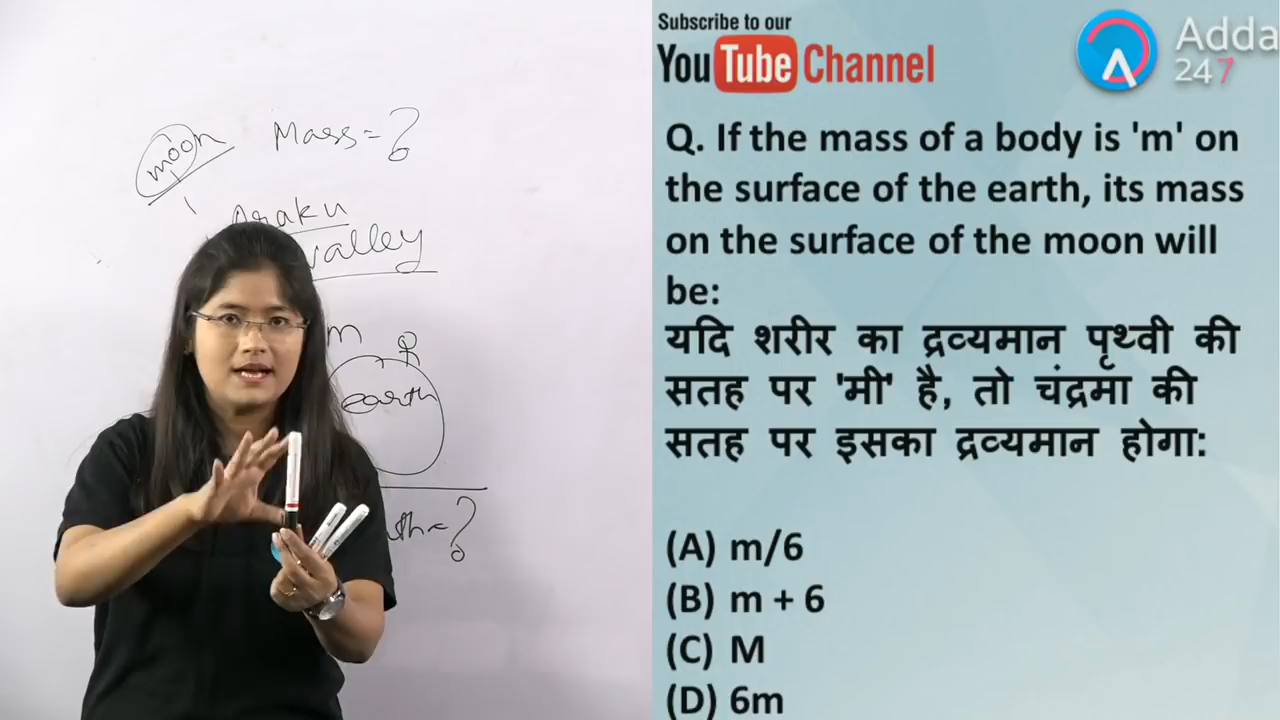 moon Mass = ?
Araku
valley
m
earth
Subscribe to our
YouTube Channel
Adda
247
Q. If the mass of a body is 'm' on
the surface of the earth, its mass
on the surface of the moon will
be:
यदि शरीर का द्रव्यमान पृथ्वी की
सतह पर 'मी' है, तो चंद्रमा की
सतह पर इसका द्रव्यमान होगा:
(A) m/6
(B) m + 6
(C) M
(D) 6m